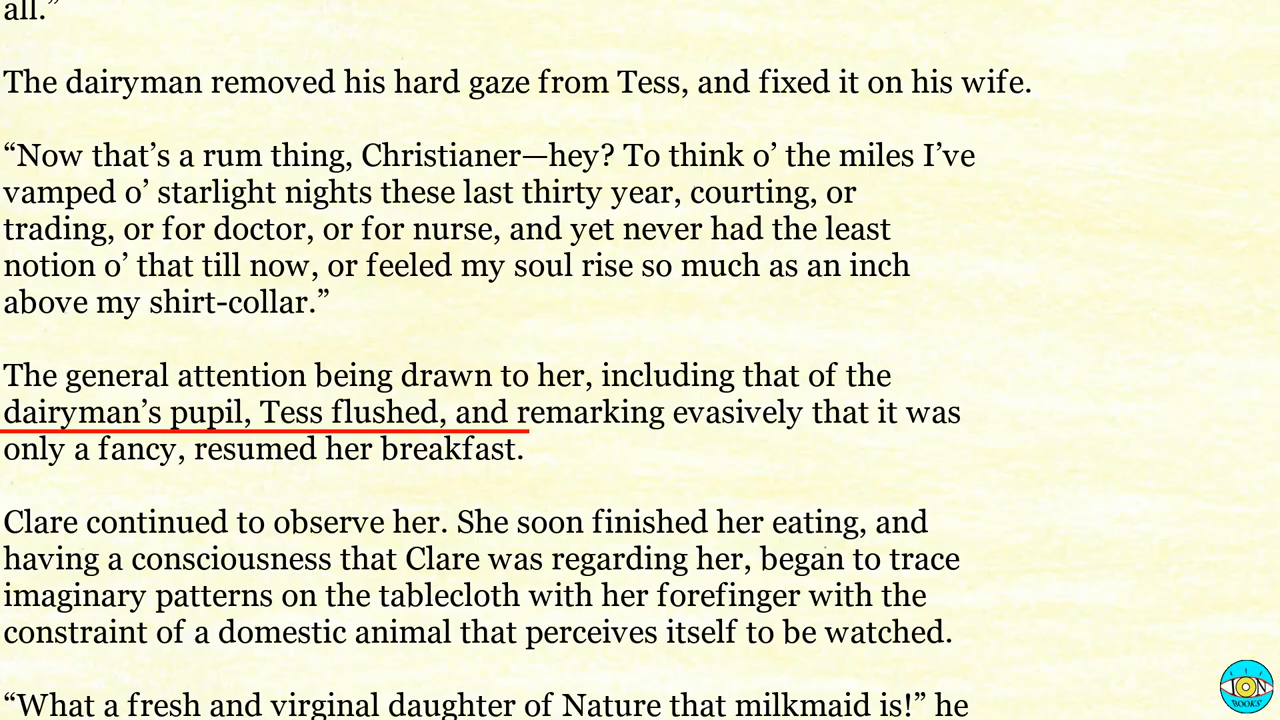 all.”
The dairyman removed his hard gaze from Tess, and fixed it on his wife.
“Now that’s a rum thing, Christianer—hey? To think o’ the miles I’ve
vamped o’ starlight nights these last thirty year, courting, or
trading, or for doctor, or for nurse, and yet never had the least
notion o’ that till now, or feeled my soul rise so much as an inch
above my shirt-collar.”
The general attention being drawn to her, including that of the
dairyman’s pupil, Tess flushed, and remarking evasively that it was
only a fancy, resumed her breakfast.
Clare continued to observe her. She soon finished her eating, and
having a consciousness that Clare was regarding her, began to trace
imaginary patterns on the tablecloth with her forefinger with the
constraint of a domestic animal that perceives itself to be watched.
“What a fresh and virginal daughter of Nature that milkmaid is!” he
ION
BOOKS